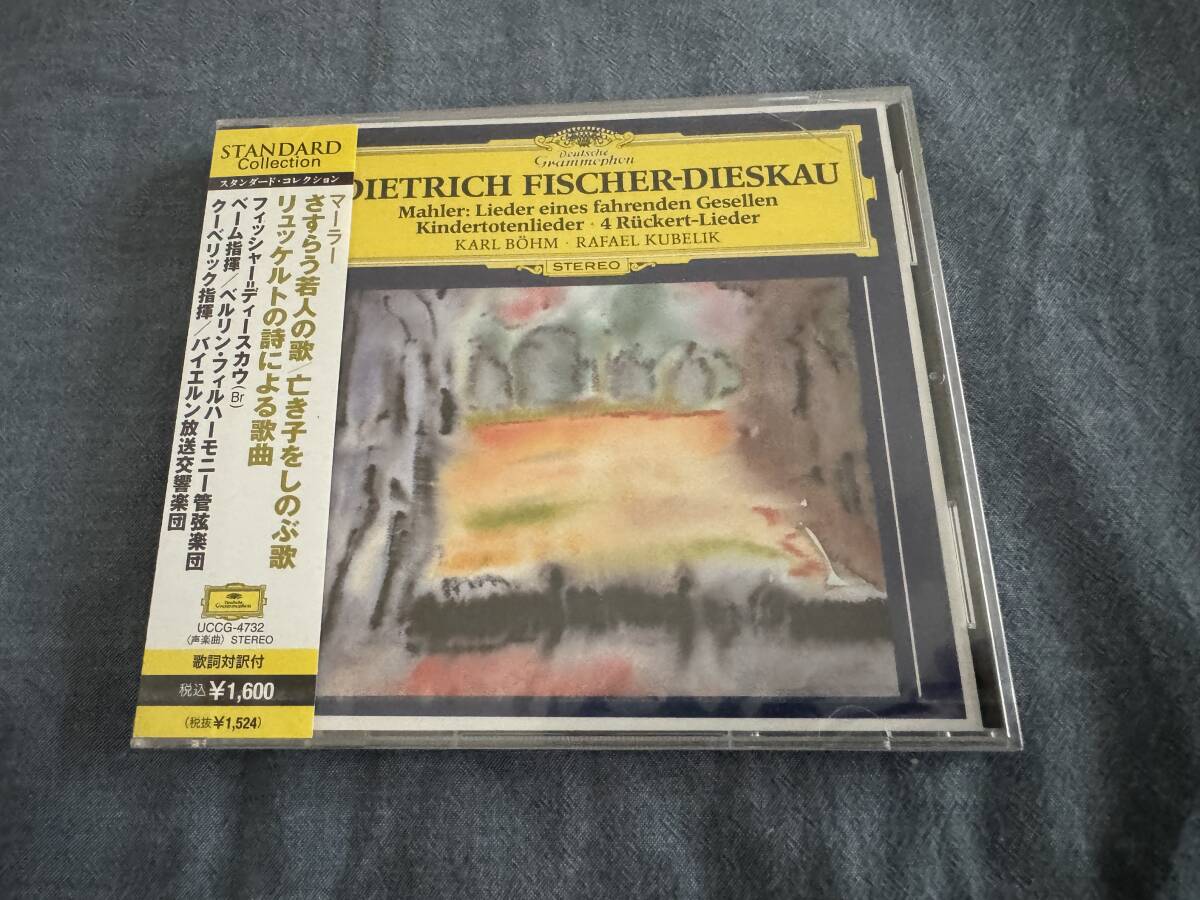 STANDARD
Collection
スタンダード・コレクション
マーラー
さすらう若人の歌/亡き子をしのぶ歌
リュッケルトの詩による歌曲
フィッシャー=ディースカウ(Br)
ベーム指揮/ベルリン・フィルハーモニー管弦楽団
クーベリック指揮/バイエルン放送交響楽団
Deutsche
Grammophon
UCCG-4732
(声楽曲) STEREO
歌詞対訳付
税込¥1,600
(税抜¥1,524)
Deutsche
Grammophon
DIETRICH FISCHER-DIESKAU
Mahler: Lieder eines fahrenden Gesellen
Kindertotenlieder · 4 Rückert-Lieder
KARL BÖHM · RAFAEL KUBELIK
STEREO